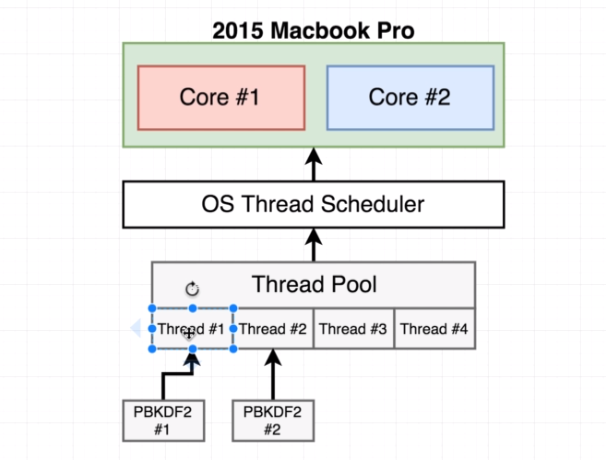 2015 Macbook Pro
Core #1
Core #2
OS Thread Scheduler
Thread Pool
Thread #1
Thread #2
Thread #3
Thread #4
PBKDF2
#1
PBKDF2
#2